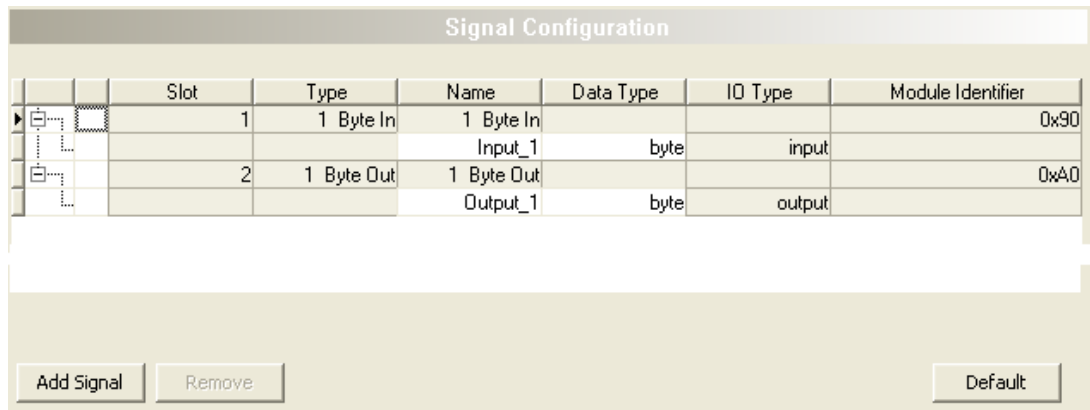 Signal Configuration
Slot Type Name Data Type IO Type Module Identifier
1 1 Byte In 1 Byte In 0x90
Input_1 byte input
2 1 Byte Out 1 Byte Out 0xA0
Output_1 byte output
Add Signal Remove Default